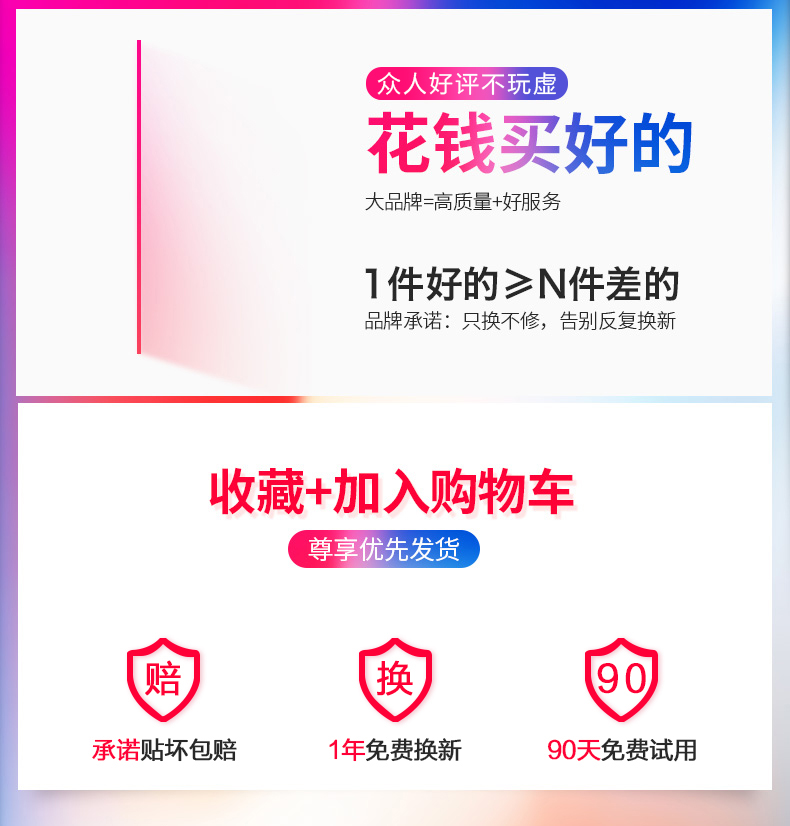 众人好评不玩虚
花钱买好的
大品牌=高质量+好服务
1件好的≥N件差的
品牌承诺：只换不修，告别反复换新
收藏+加入购物车
尊享优先发货
赔
换
90
承诺贴坏包赔
1年免费换新
90天免费试用